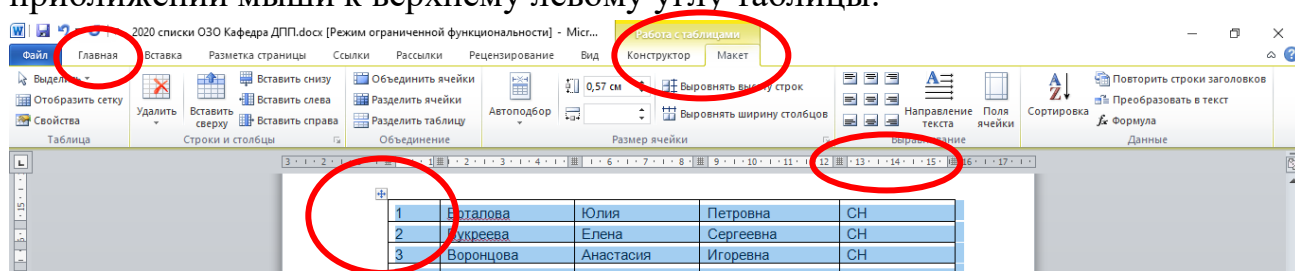 приближении мыши к верхнему левому углу таблицы.
2020 списки ОЗО Кафедра ДПП.docx [Режим ограниченной функциональности] - Micr... Работа с таблицами
Файл Главная Вставка Разметка страницы Ссылки Рассылки Рецензирование Вид Конструктор Макет
Выделить Вставить снизу Объединить ячейки 0,57 см Выровнять высоту строк Повторить строки заголовков
Отобразить сетку Удалить Вставить сверху Вставить слева Разделить ячейки Автоподбор Выровнять ширину столбцов Направление текста Поля ячейки Сортировка Преобразовать в текст
Свойства Вставить справа Разделить таблицу Формула
Таблица Строки и столбцы Объединение Размер ячейки Выравнивание Данные
1 Юлия Петровна СН
2 Елена Сергеевна СН
3 Воронцова Анастасия Игоревна СН